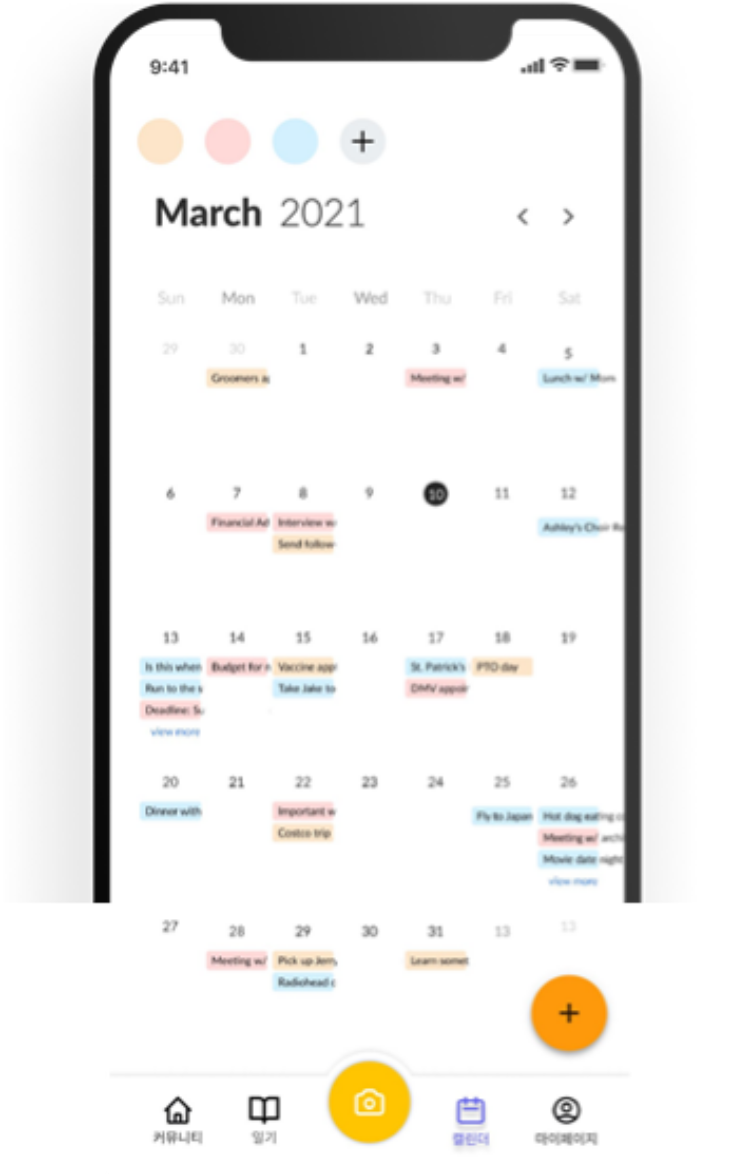 9:41
March 2021
Sun Mon Tue Wed Thu Fri Sat
29 30 1 2 3 4 5
Groomers Meeting w/ Lunch w/ Mom
6 7 8 9 10 11 12
Financial Ad Interview w Ashley's Choir Re
Send follow
13 14 15 16 17 18 19
Is this when Budget for Vaccine app St. Patrick's PTO day
Run to the Take Jake to DMV appoin
Deadline: Su
view more
20 21 22 23 24 25 26
Dinner with Important w Fly to Japan Hot dog eating co
Costco trip Meeting w/ archi
Movie date night
view more
27 28 29 30 31 13 13
Meeting w/ Pick up Jerry Learn somet
Radiohead c
커뮤니티 일기 캘린더 마이페이지